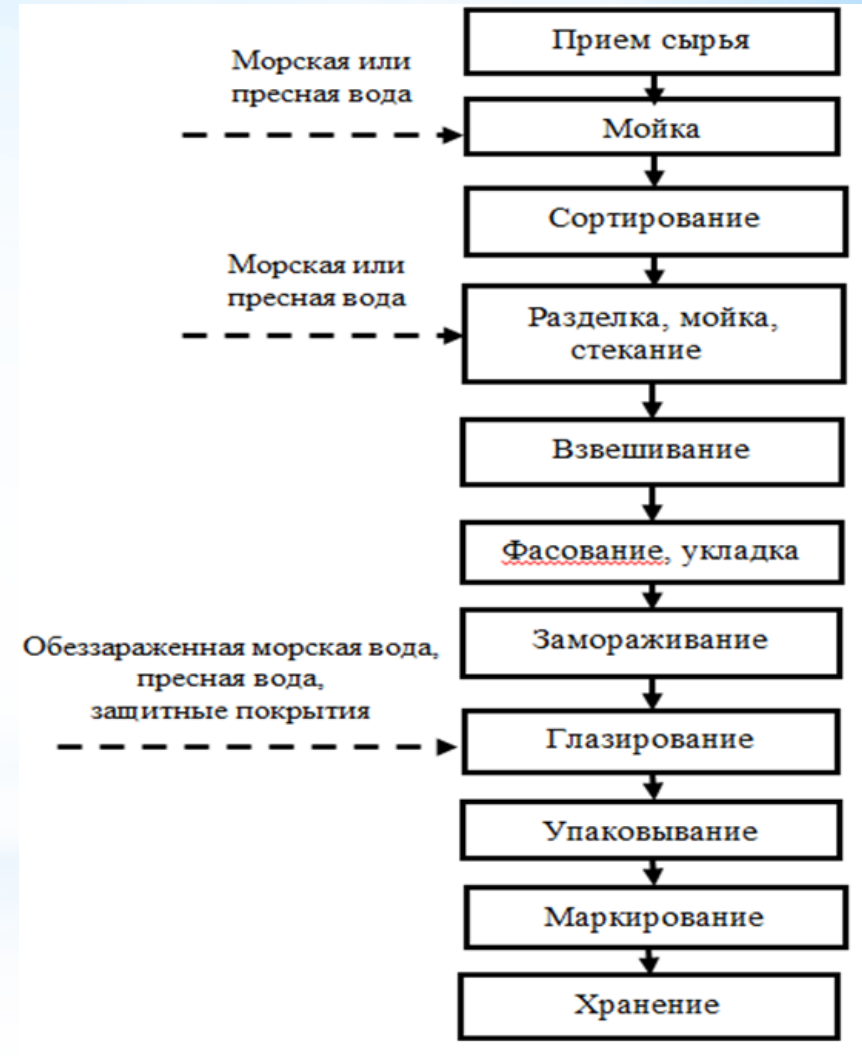 Прием сырья
Морская или
пресная вода
Мойка
Сортирование
Морская или
пресная вода
Разделка, мойка,
стекание
Взвешивание
Фасование, укладка
Замораживание
Обеззараженная морская вода,
пресная вода,
защитные покрытия
Глазирование
Упаковывание
Маркирование
Хранение